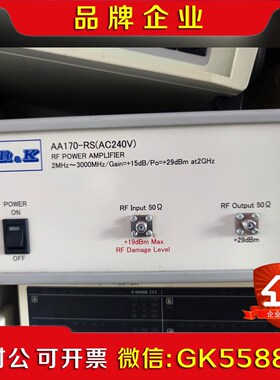 品牌企业
R&K
AA170-RS(AC240V)
RF POWER AMPLIFIER
2MHz～3000MHz/Gain=+15dB/Po=+29dBm at2GHz
POWER
ON
OFF
RF Input 50Ω
RF Output 50Ω
+19dBm Max.
RF Damage Level
+29dBm
对公 可开票 微信:GK5588